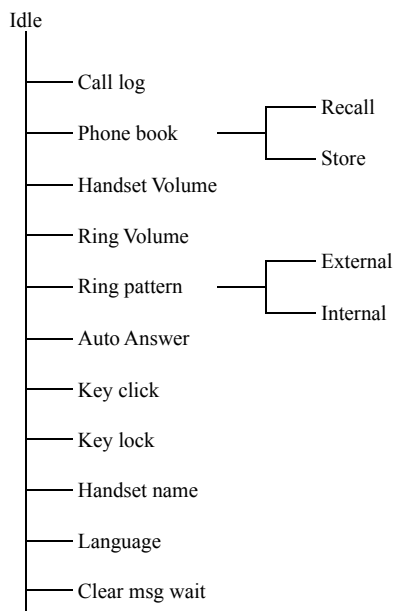 Idle
Call log
Phone book
Recall
Store
Handset Volume
Ring Volume
Ring pattern
External
Internal
Auto Answer
Key click
Key lock
Handset name
Language
Clear msg wait